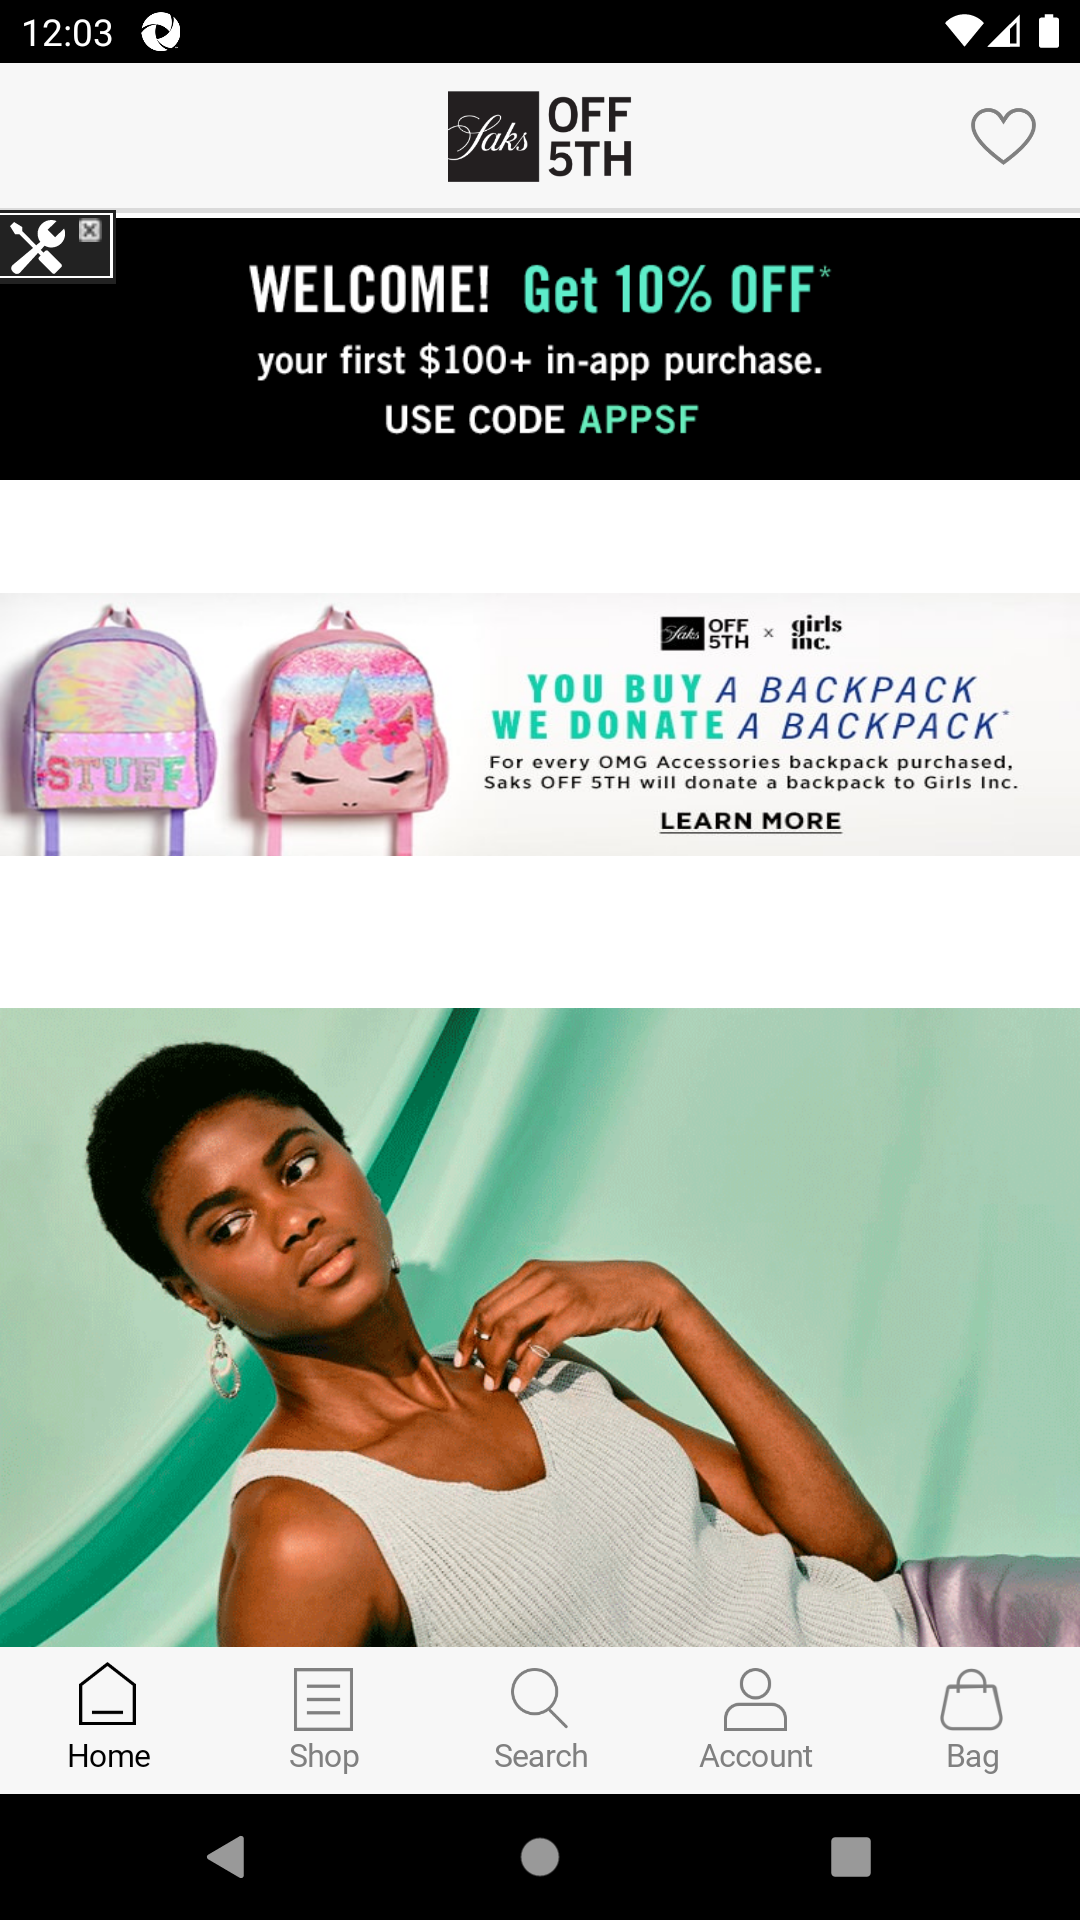 12:03
Saks OFF
5TH
WELCOME! Get 10% OFF*
your first $100+ in-app purchase.
USE CODE APPSF
Saks OFF 5TH x girls inc.
STUFF
YOU BUY A BACKPACK
WE DONATE A BACKPACK*
For every OMG Accessories backpack purchased,
Saks OFF 5TH will donate a backpack to Girls Inc.
LEARN MORE
Home
Shop
Search
Account
Bag